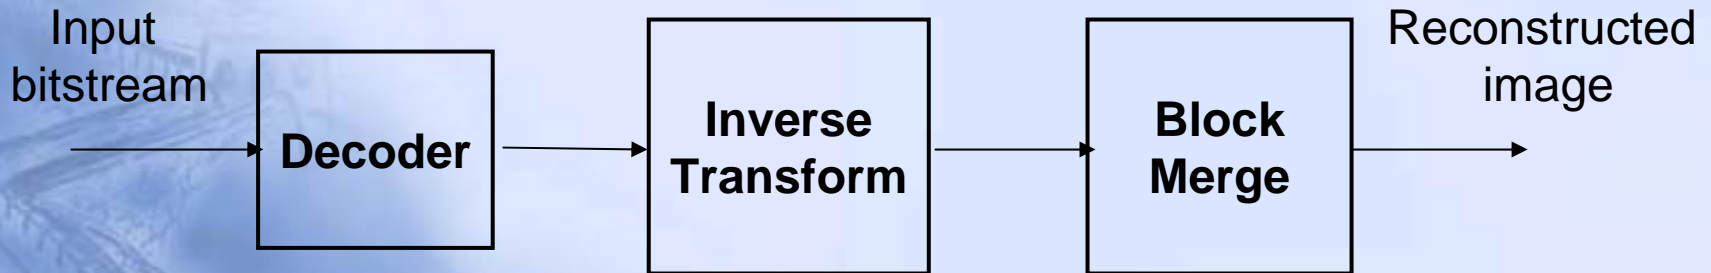 Input
bitstream
Decoder
Inverse
Transform
Block
Merge
Reconstructed
image